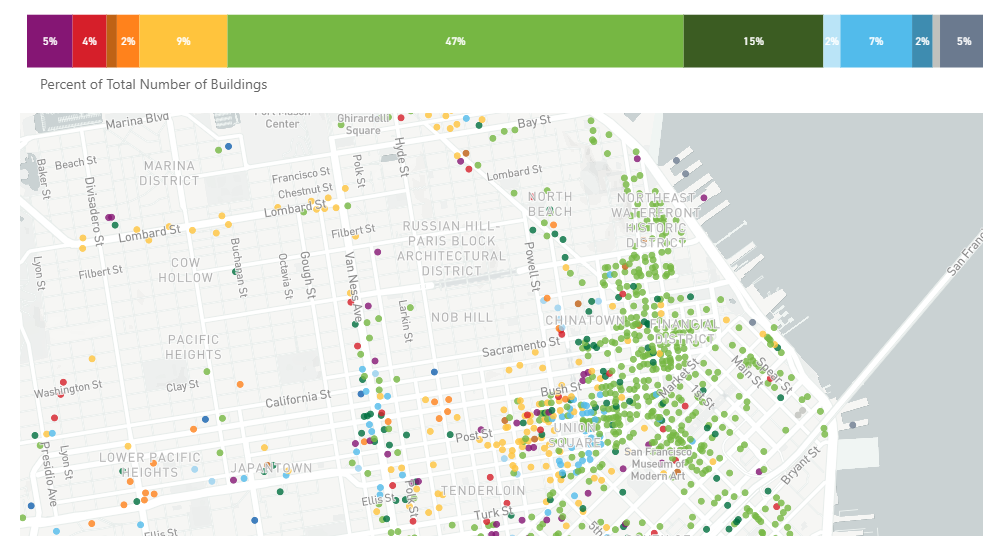 5% 4% 2% 9% 47% 15% 2% 7% 2% 5%
Percent of Total Number of Buildings
Marina Blvd
Center
Ghirardelli
Square
Bay St
Hyde St
Beach St
Baker St
MARINA
DISTRICT
Francisco St
Polk St
Lombard St
Chestnut St
Divisadero St
Lombard St
NORTH
BEACH
NORTHEAST
WATERFRONT
HISTORIC
DISTRICT
Lombard St
Filbert St
RUSSIAN HILL-
PARIS BLOCK
ARCHITECTURAL
DISTRICT
Powell St
San Franc
Lyon St
Filbert St
COW
HOLLOW
Buchanan St
Octavia St
Gough St
Van Ness Ave
Larkin St
NOB HILL
CHINATOWN
FINANCIAL
DISTRICT
PACIFIC
HEIGHTS
Sacramento St
Market St
Main St
Spear St
Washington St
Clay St
California St
Bush St
1st St
Post St
UNION
SQUARE
Presidio Ave
Lyon St
LOWER PACIFIC
HEIGHTS
JAPANTOWN
San Francisco
Museum of
Modern Art
Bryant St
TENDERLOIN
Ellis St
Polk St
Turk St
5th
Ellis St